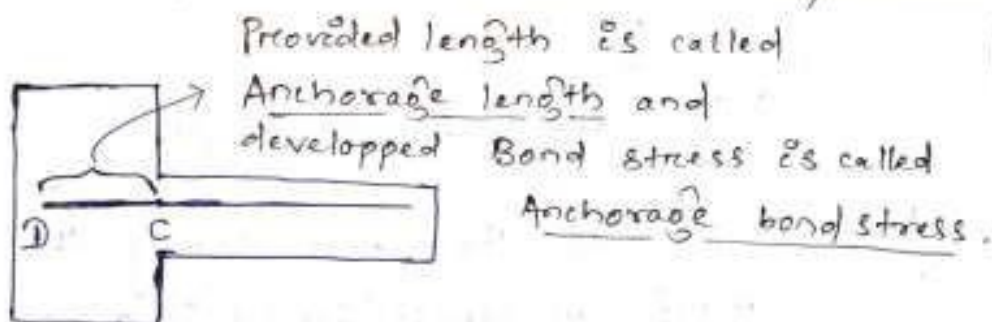 Provided length is called
Anchorage length and
developped Bond stress is called
Anchorage bond stress.
D C